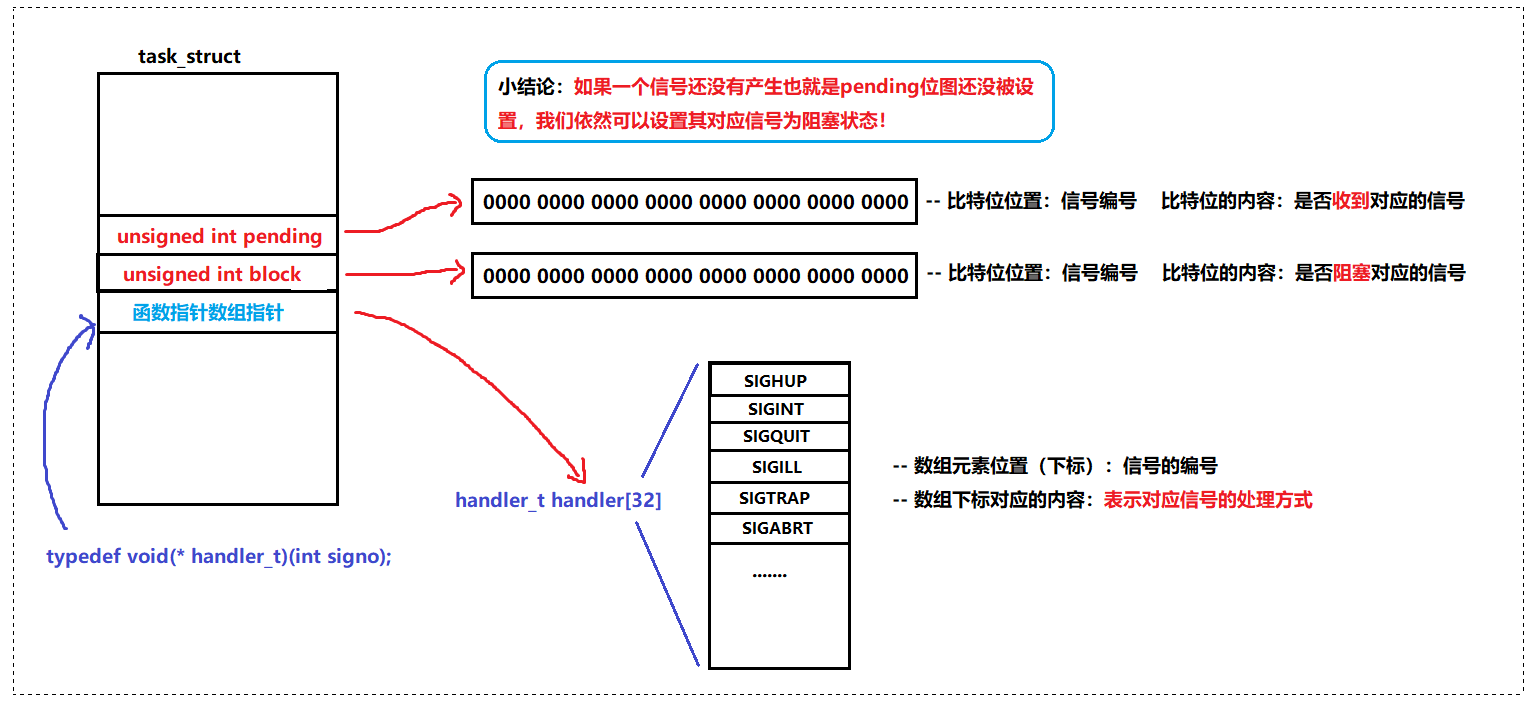 task_struct
小结论：如果一个信号还没有产生也就是pending位图还没被设
置，我们依然可以设置其对应信号为阻塞状态！
unsigned int pending
0000 0000 0000 0000 0000 0000 0000 0000
-- 比特位位置：信号编号 比特位的内容：是否收到对应的信号
unsigned int block
0000 0000 0000 0000 0000 0000 0000 0000
-- 比特位位置：信号编号 比特位的内容：是否阻塞对应的信号
函数指针数组指针
SIGHUP
SIGINT
SIGQUIT
SIGILL
SIGTRAP
SIGABRT
.......
-- 数组元素位置（下标）：信号的编号
-- 数组下标对应的内容：表示对应信号的处理方式
handler_t handler[32]
typedef void(* handler_t)(int signo);